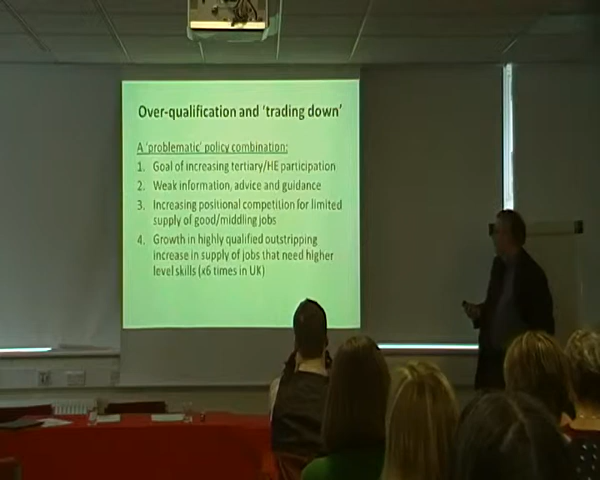 Over-qualification and 'trading down'
A 'problematic' policy combination:
1. Goal of increasing tertiary/HE participation
2. Weak information, advice and guidance
3. Increasing positional competition for limited
supply of good/middling jobs
4. Growth in highly qualified outstripping
increase in supply of jobs that need higher
level skills (x6 times in UK)